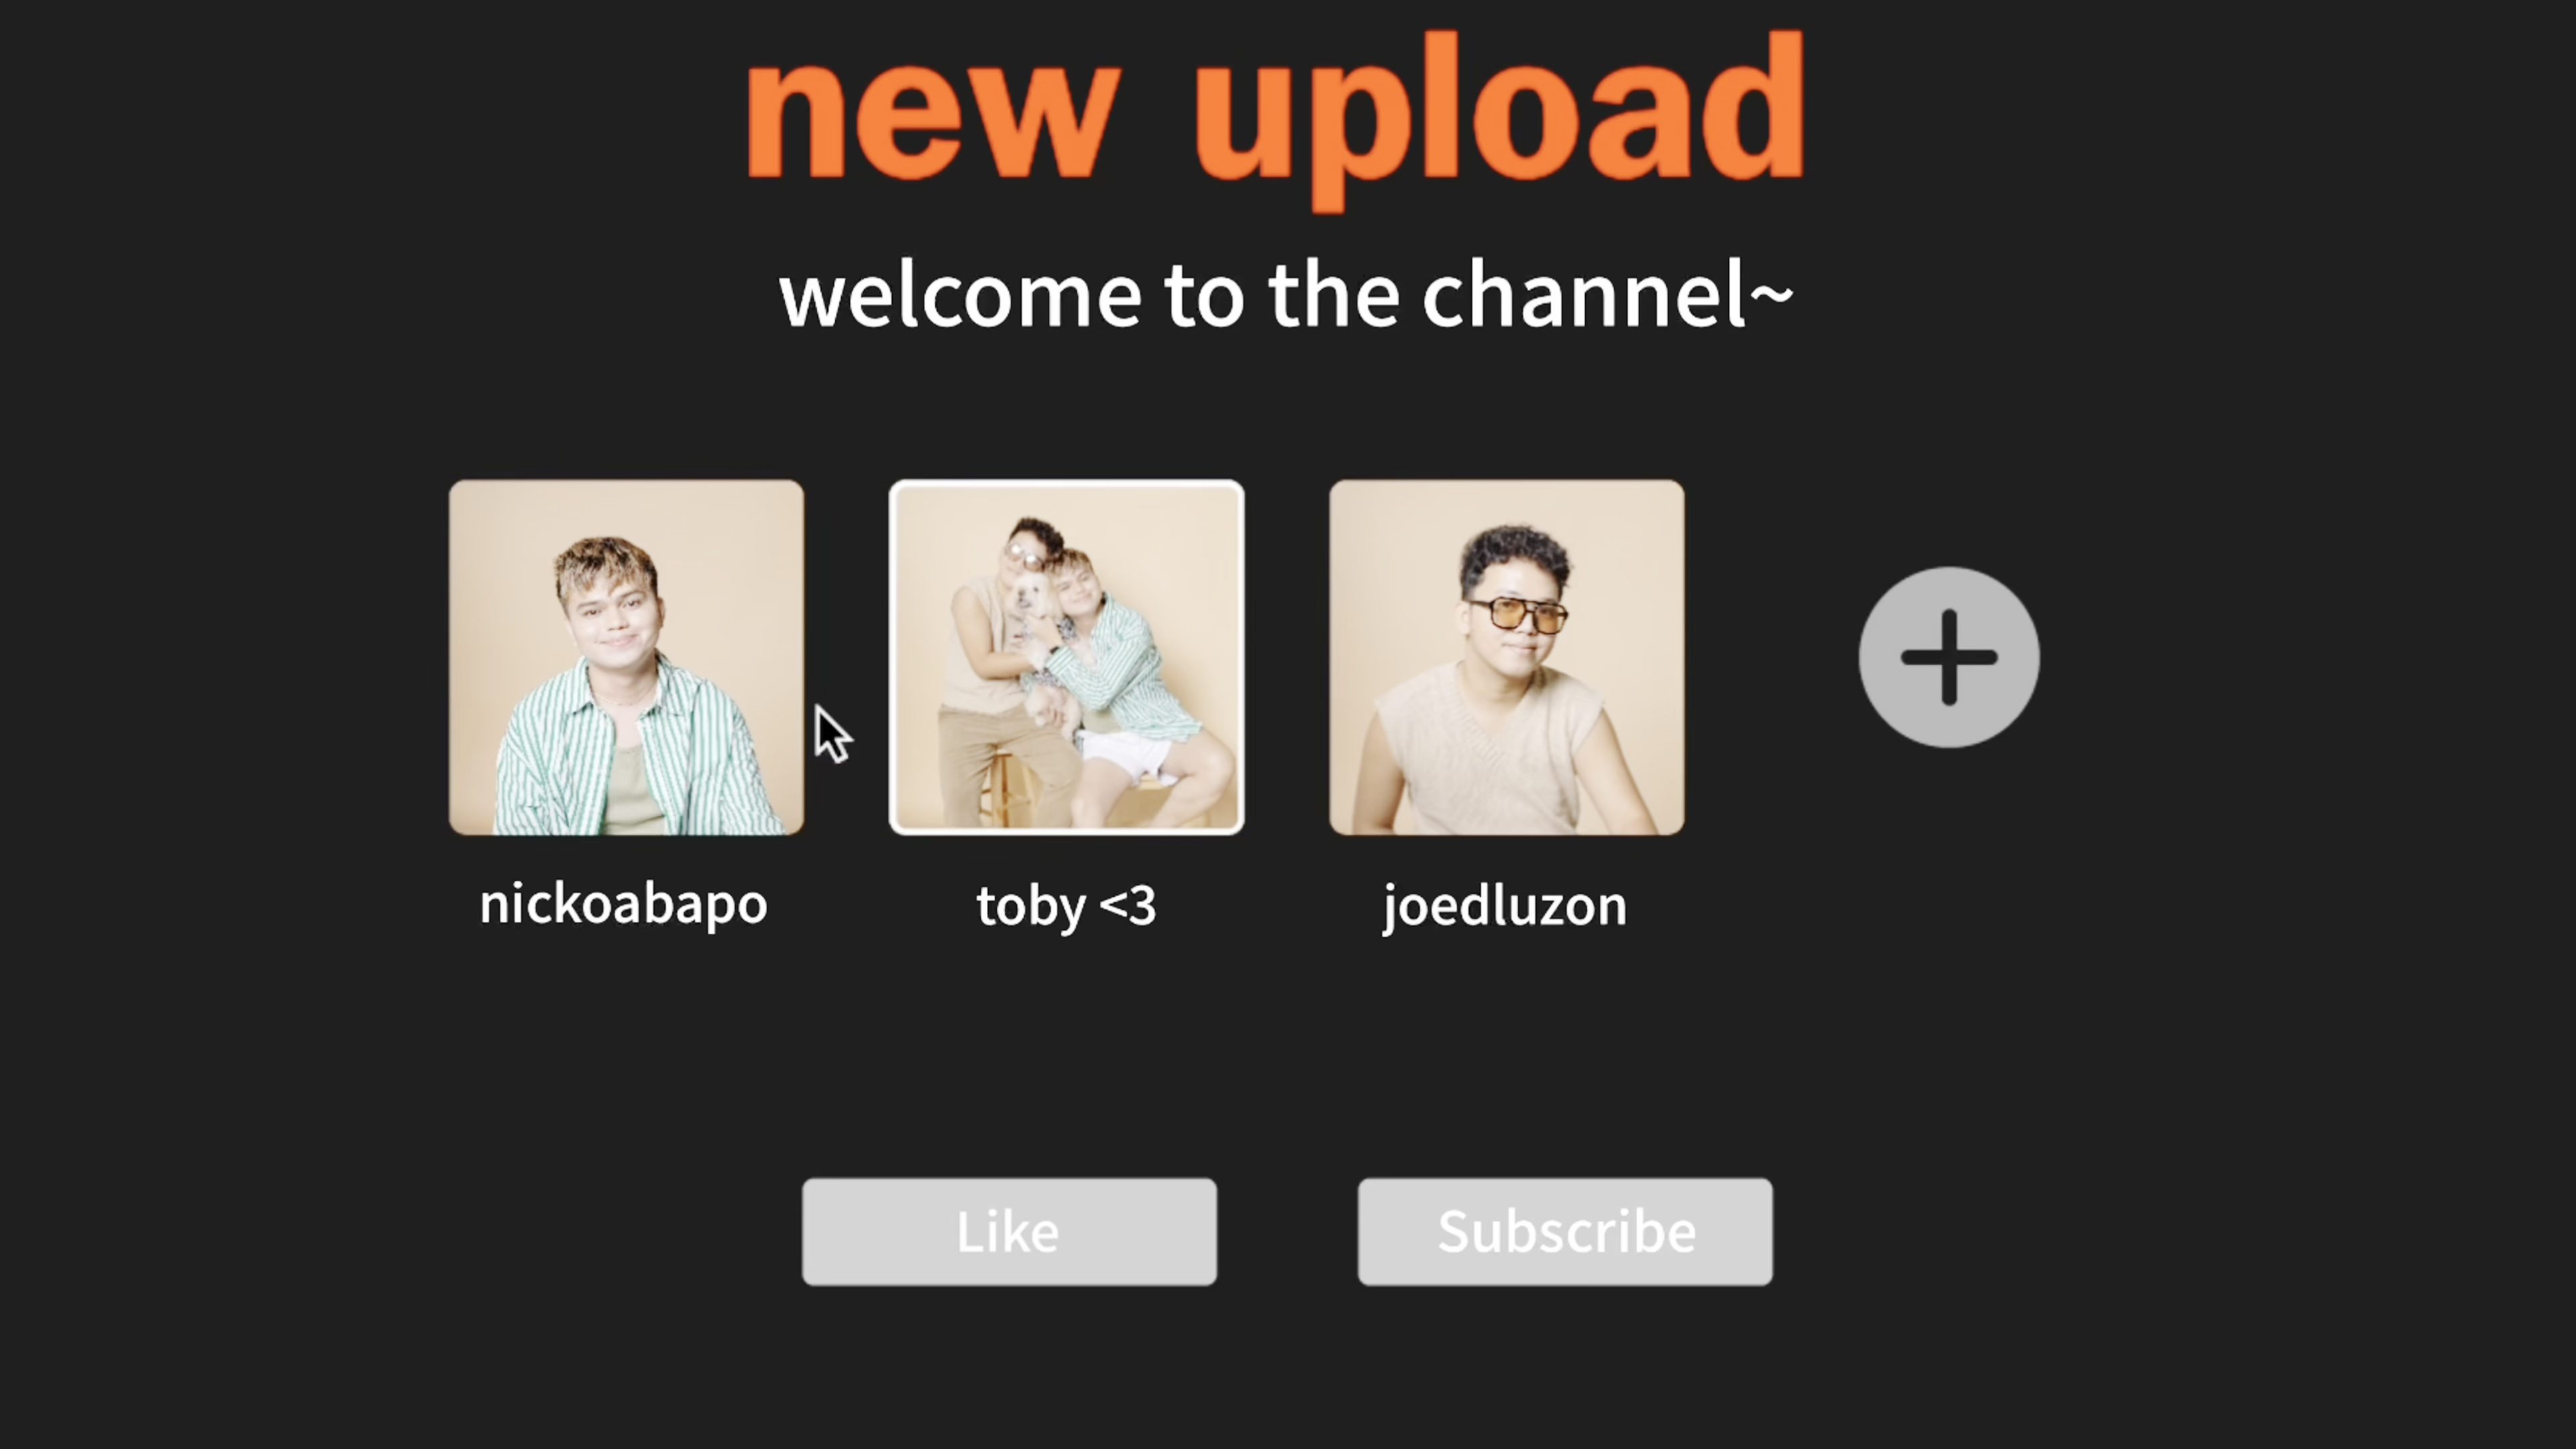 new upload
welcome to the channel~
nickoabapo
toby <3
joedluzon
Like
Subscribe